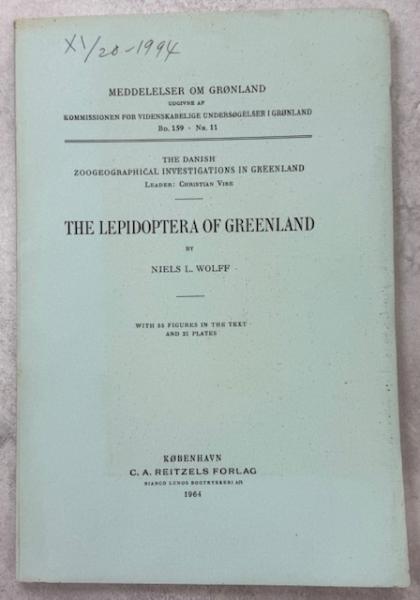 XI/20-1994
MEDDELELSER OM GRØNLAND
UDGIVNE AF
KOMMISSIONEN FOR VIDENSKABELIGE UNDERSØGELSER I GRØNLAND
BD. 159 · NR. 11
THE DANISH
ZOOGEOGRAPHICAL INVESTIGATIONS IN GREENLAND
LEADER: CHRISTIAN VIBE
THE LEPIDOPTERA OF GREENLAND
BY
NIELS L. WOLFF
WITH 55 FIGURES IN THE TEXT
AND 21 PLATES
KØBENHAVN
C. A. REITZELS FORLAG
BIANCO LUNOS BOGTRYKKERI A/S
1964